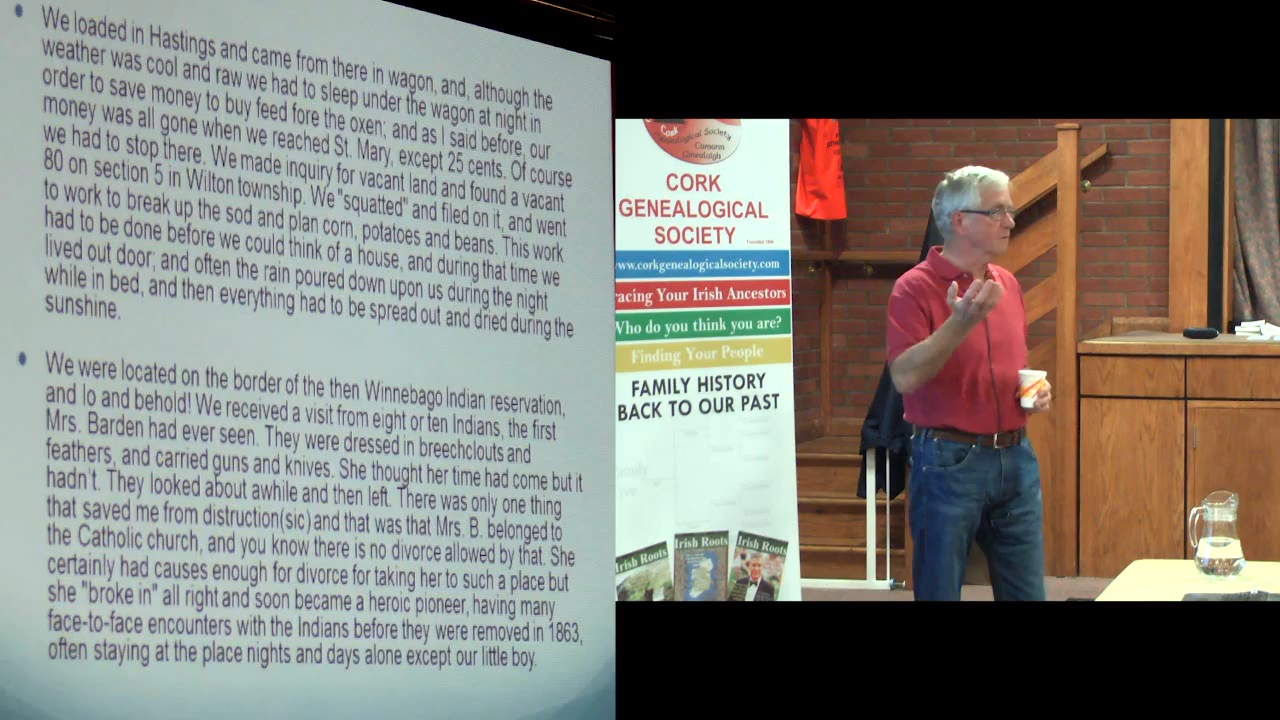 We loaded in Hastings and came from there in wagon, and, although the
weather was cool and raw we had to sleep under the wagon at night in
order to save money to buy feed fore the oxen; and as I said before, our
money was all gone when we reached St. Mary, except 25 cents. Of course
we had to stop there. We made inquiry for vacant land and found a vacant
80 on section 5 in Wilton township. We "squatted" and filed on it, and went
to work to break up the sod and plan corn, potatoes and beans. This work
had to be done before we could think of a house, and during that time we
lived out door; and often the rain poured down upon us during the night
while in bed, and then everything had to be spread out and dried during the
sunshine.
We were located on the border of the then Winnebago Indian reservation,
and lo and behold! We received a visit from eight or ten Indians, the first
Mrs. Barden had ever seen. They were dressed in breechclouts and
feathers, and carried guns and knives. She thought her time had come but it
hadn't. They looked about awhile and then left. There was only one thing
that saved me from distruction(sic) and that was that Mrs. B. belonged to
the Catholic church, and you know there is no divorce allowed by that. She
certainly had causes enough for divorce for taking her to such a place but
she "broke in" all right and soon became a heroic pioneer, having many
face-to-face encounters with the Indians before they were removed in 1863,
often staying at the place nights and days alone except our little boy.
Cork
Society
Cumann
CORK
GENEALOGICAL
SOCIETY
www.corkgenealogicalsociety.com
Your Irish Ancestors
Who do you think you are?
Finding Your People
FAMILY HISTORY
BACK TO OUR PAST
Irish Roots
Irish Roots
Irish Roots